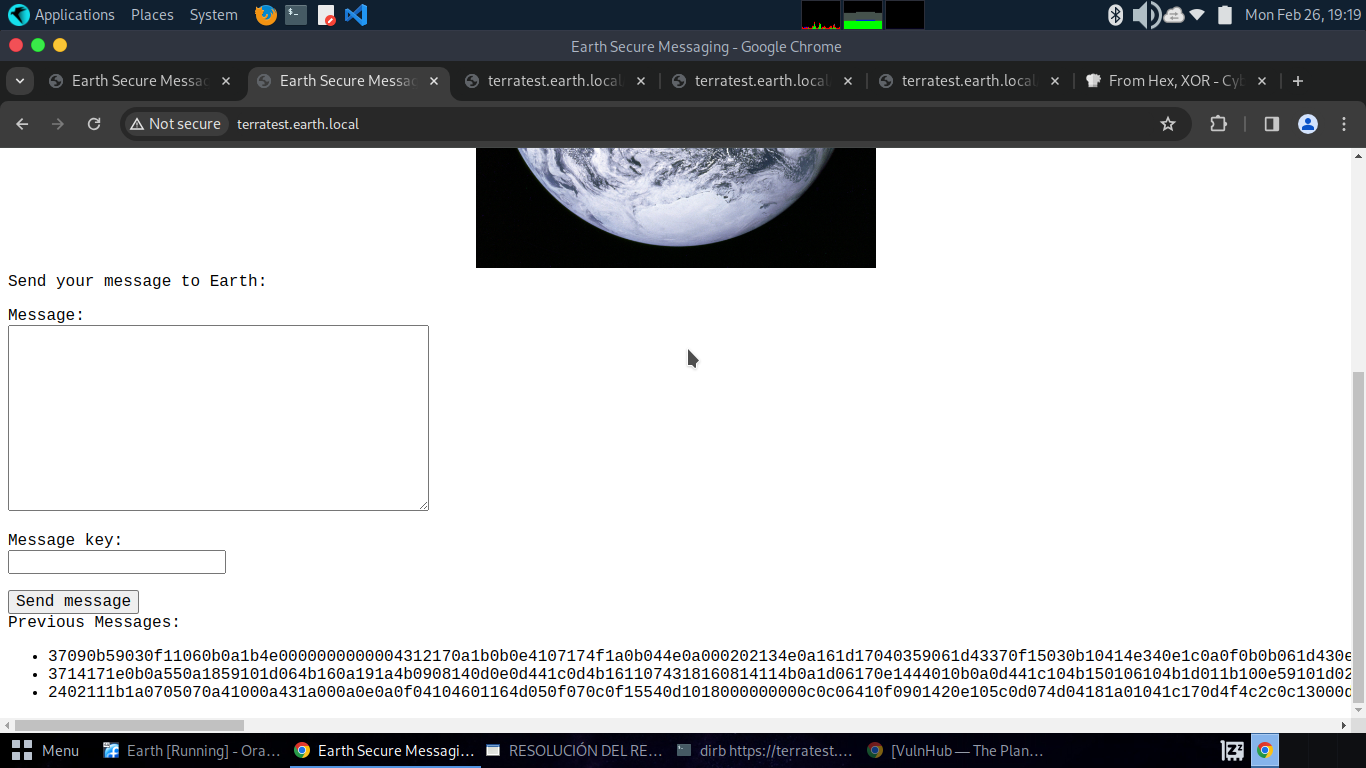 Applications Places System Mon Feb 26, 19:19
Earth Secure Messaging - Google Chrome
Earth Secure Messa Earth Secure Messa terratest.earth.local terratest.earth.local terratest.earth.local From Hex, XOR - Cyb
Not secure terratest.earth.local
Send your message to Earth:
Message:
Message key:
Send message
Previous Messages:
37090b59030f11060b0a1b4e0000000000004312170a1b0b0e4107174f1a0b044e0a000202134e0a161d17040359061d43370f15030b10414e340e1c0a0f0b0b061d430e
3714171e0b0a550a1859101d064b160a191a4b0908140d0e0d441c0d4b1611074318160814114b0a1d06170e1444010b0a0d441c104b150106104b1d011b100e59101d02
2402111b1a0705070a41000a431a000a0e0a0f04104601164d050f070c0f15540d1018000000000c0c06410f0901420e105c0d074d04181a01041c170d4f4c2c0c13000d
Menu Earth [Running] - Ora... Earth Secure Messagi... RESOLUCIÓN DEL RE... dirb https://terratest.... [VulnHub — The Plan...